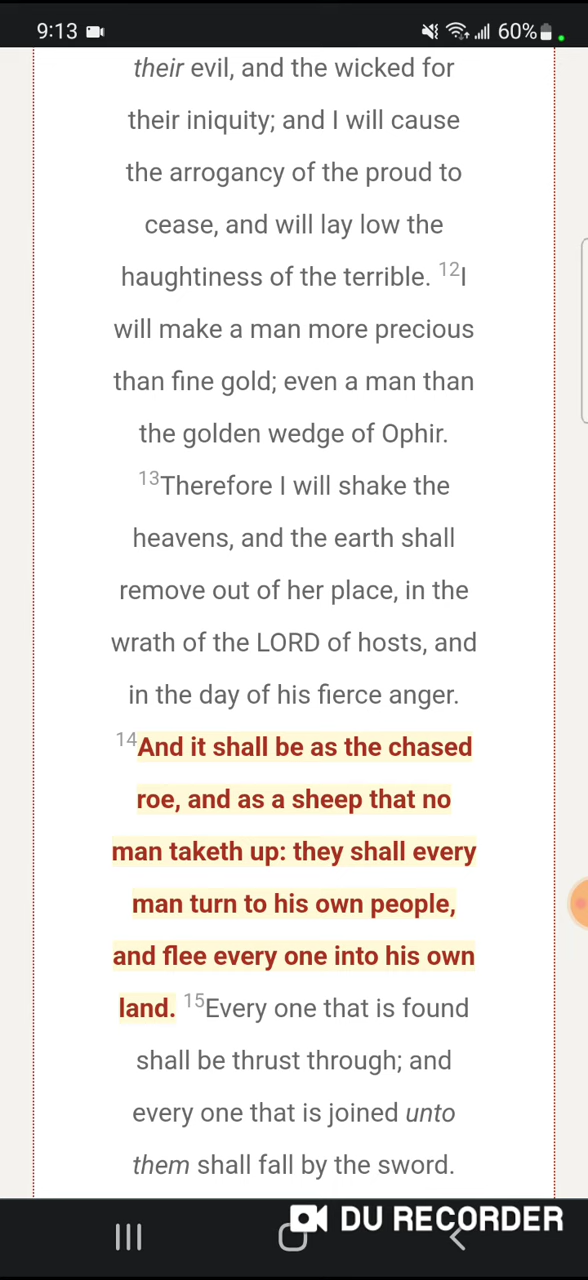 9:13 60%
their evil, and the wicked for
their iniquity; and I will cause
the arrogancy of the proud to
cease, and will lay low the
haughtiness of the terrible. 12I
will make a man more precious
than fine gold; even a man than
the golden wedge of Ophir.
13Therefore I will shake the
heavens, and the earth shall
remove out of her place, in the
wrath of the LORD of hosts, and
in the day of his fierce anger.
14And it shall be as the chased
roe, and as a sheep that no
man taketh up: they shall every
man turn to his own people,
and flee every one into his own
land. 15Every one that is found
shall be thrust through; and
every one that is joined unto
them shall fall by the sword.
DU RECORDER